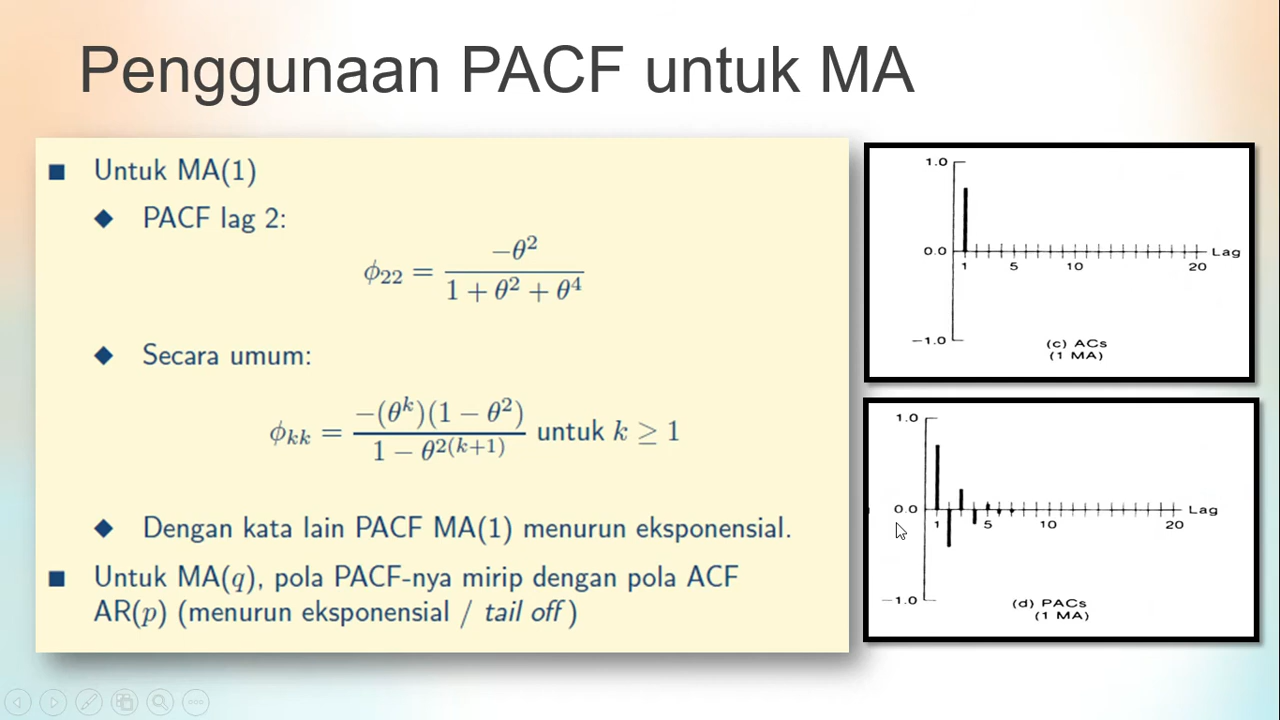 Penggunaan PACF untuk MA
■ Untuk MA(1)
◆ PACF lag 2:
ϕ₂₂ = −θ² / (1 + θ² + θ⁴)
◆ Secara umum:
ϕₖₖ = −(θᵏ)(1 − θ²) / (1 − θ²⁽ᵏ⁺¹⁾) untuk k ≥ 1
◆ Dengan kata lain PACF MA(1) menurun eksponensial.
■ Untuk MA(q), pola PACF-nya mirip dengan pola ACF
AR(p) (menurun eksponensial / tail off)
1.0
0.0
Lag
1 5 10 20
−1.0
(c) ACs
(1 MA)
1.0
0.0
Lag
1 5 10 20
−1.0
(d) PACs
(1 MA)